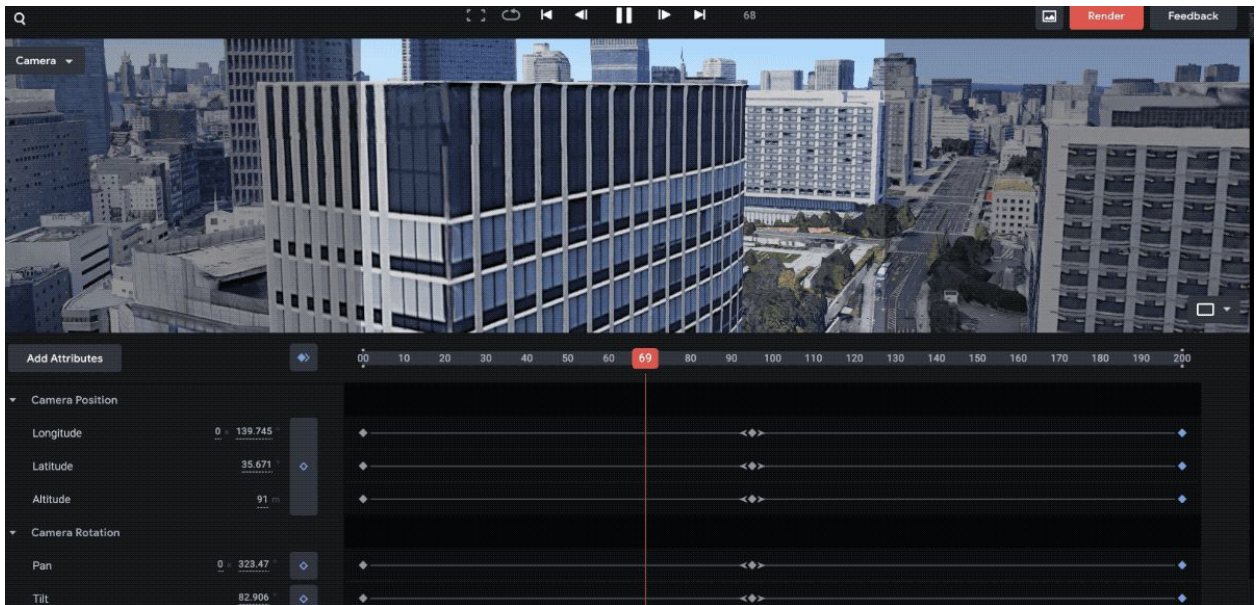 68 Render Feedback
Camera
Add Attributes 00 10 20 30 40 50 60 69 80 90 100 110 120 130 140 150 160 170 180 190 200
Camera Position
Longitude 0 x 139.745 °
Latitude 35.671 °
Altitude 91 m
Camera Rotation
Pan 0 x 323.47 °
Tilt 82.906 °